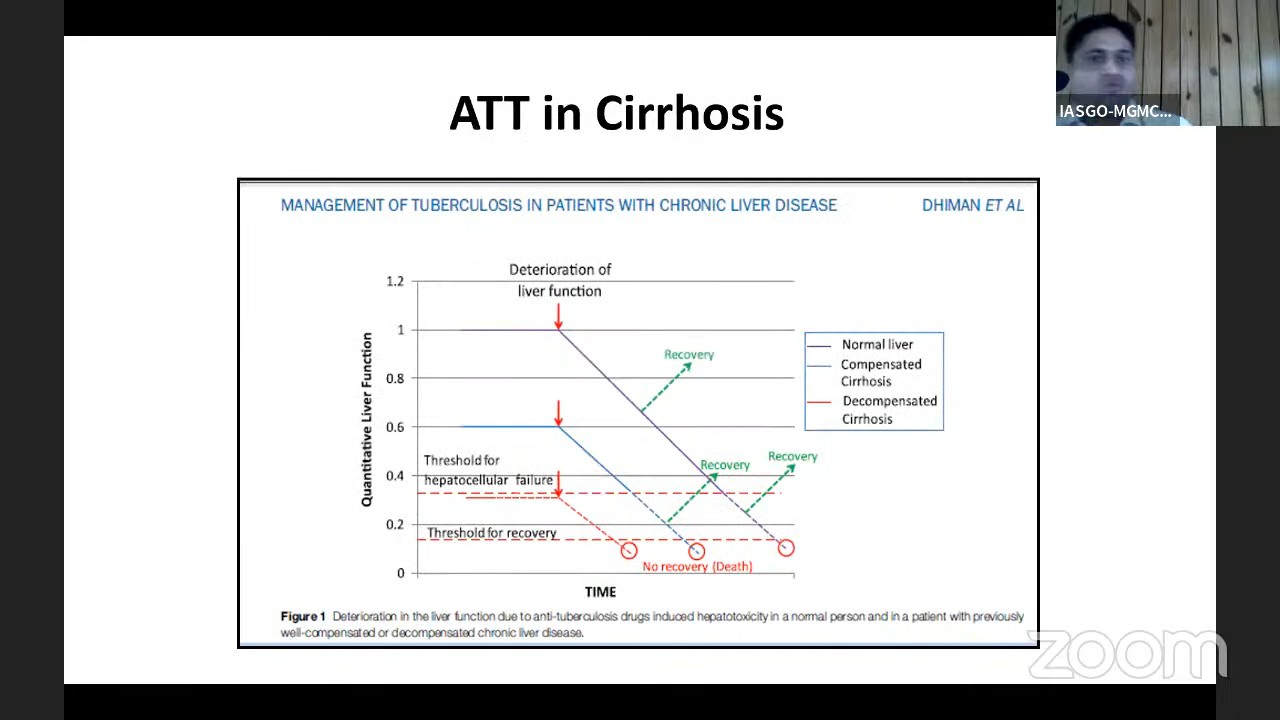 IASGO-MGMC...
ATT in Cirrhosis
MANAGEMENT OF TUBERCULOSIS IN PATIENTS WITH CHRONIC LIVER DISEASE
DHIMAN ET AL
Deterioration of
liver function
1.2
1
0.8
0.6
0.4
0.2
0
Quantitative Liver Function
Recovery
Recovery
Recovery
Threshold for
hepatocellular failure
Threshold for recovery
No recovery (Death)
TIME
Normal liver
Compensated
Cirrhosis
Decompensated
Cirrhosis
Figure 1 Deterioration in the liver function due to anti-tuberculosis drugs induced hepatotoxicity in a normal person and in a patient with previously
well-compensated or decompensated chronic liver disease.
zoom